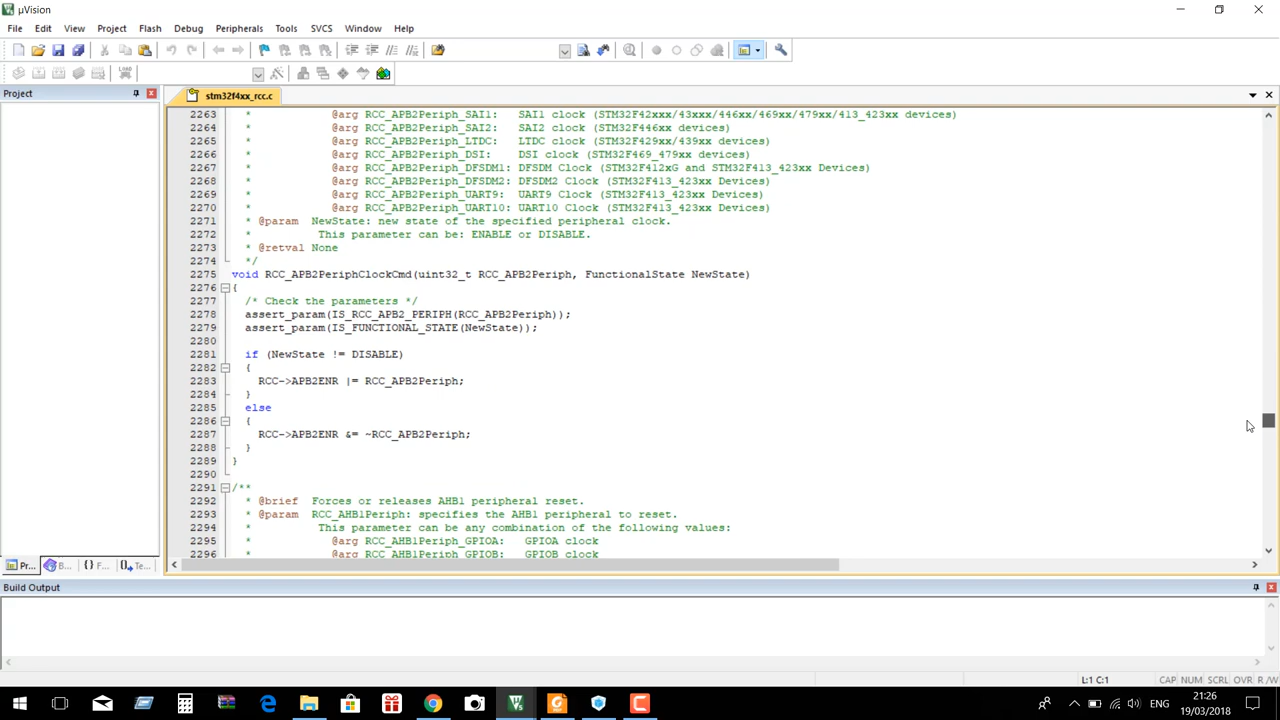 µVision
File Edit View Project Flash Debug Peripherals Tools SVCS Window Help
Project
stm32f4xx_rcc.c
2263 * @arg RCC_APB2Periph_SAI1: SAI1 clock (STM32F42xxx/43xxx/446xx/469xx/479xx/413_423xx devices)
2264 * @arg RCC_APB2Periph_SAI2: SAI2 clock (STM32F446xx devices)
2265 * @arg RCC_APB2Periph_LTDC: LTDC clock (STM32F429xx/439xx devices)
2266 * @arg RCC_APB2Periph_DSI: DSI clock (STM32F469_479xx devices)
2267 * @arg RCC_APB2Periph_DFSDM1: DFSDM Clock (STM32F412xG and STM32F413_423xx Devices)
2268 * @arg RCC_APB2Periph_DFSDM2: DFSDM2 Clock (STM32F413_423xx Devices)
2269 * @arg RCC_APB2Periph_UART9: UART9 Clock (STM32F413_423xx Devices)
2270 * @arg RCC_APB2Periph_UART10: UART10 Clock (STM32F413_423xx Devices)
2271 * @param NewState: new state of the specified peripheral clock.
2272 * This parameter can be: ENABLE or DISABLE.
2273 * @retval None
2274 */
2275 void RCC_APB2PeriphClockCmd(uint32_t RCC_APB2Periph, FunctionalState NewState)
2276 {
2277 /* Check the parameters */
2278 assert_param(IS_RCC_APB2_PERIPH(RCC_APB2Periph));
2279 assert_param(IS_FUNCTIONAL_STATE(NewState));
2280
2281 if (NewState != DISABLE)
2282 {
2283 RCC->APB2ENR |= RCC_APB2Periph;
2284 }
2285 else
2286 {
2287 RCC->APB2ENR &= ~RCC_APB2Periph;
2288 }
2289 }
2290
2291 /**
2292 * @brief Forces or releases AHB1 peripheral reset.
2293 * @param RCC_AHB1Periph: specifies the AHB1 peripheral to reset.
2294 * This parameter can be any combination of the following values:
2295 * @arg RCC_AHB1Periph_GPIOA: GPIOA clock
2296 * @arg RCC_AHB1Periph_GPIOB: GPIOB clock
Pr... B... {} F... Te...
Build Output
L:1 C:1 CAP NUM SCRL OVR R /W
ENG
21:26
19/03/2018